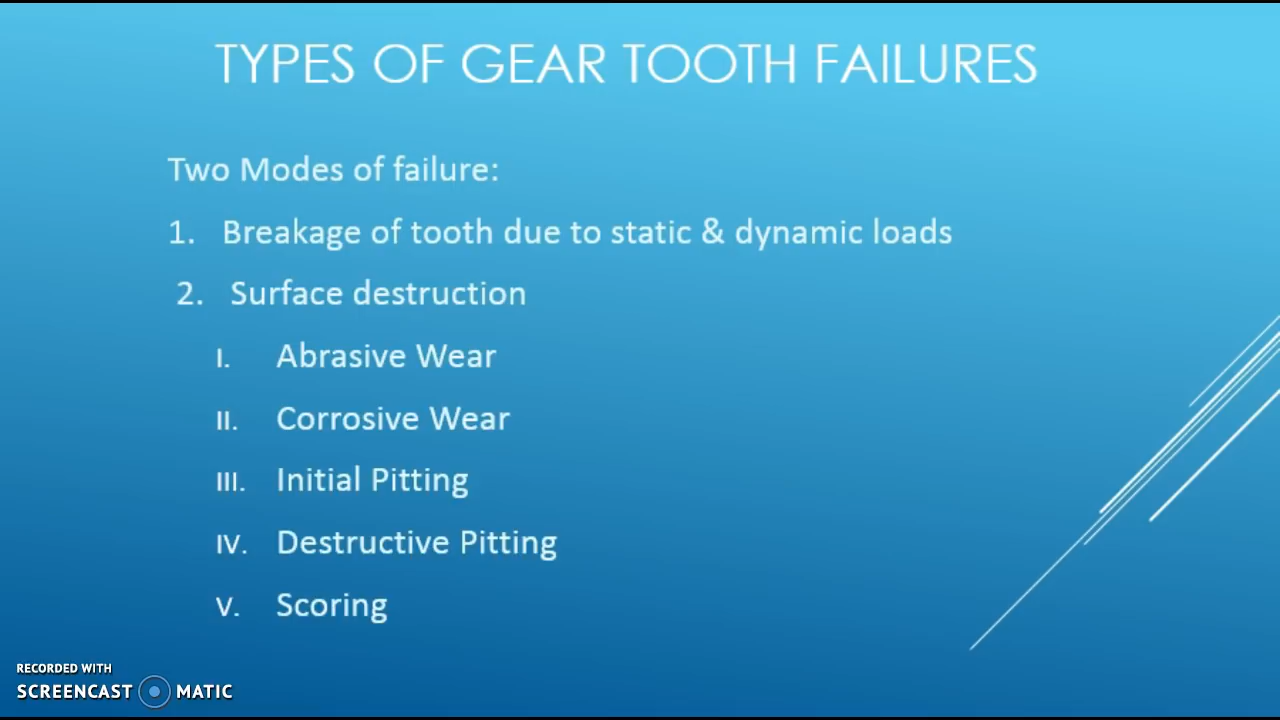 TYPES OF GEAR TOOTH FAILURES
Two Modes of failure:
1. Breakage of tooth due to static & dynamic loads
2. Surface destruction
I. Abrasive Wear
II. Corrosive Wear
III. Initial Pitting
IV. Destructive Pitting
V. Scoring
RECORDED WITH
SCREENCAST MATIC